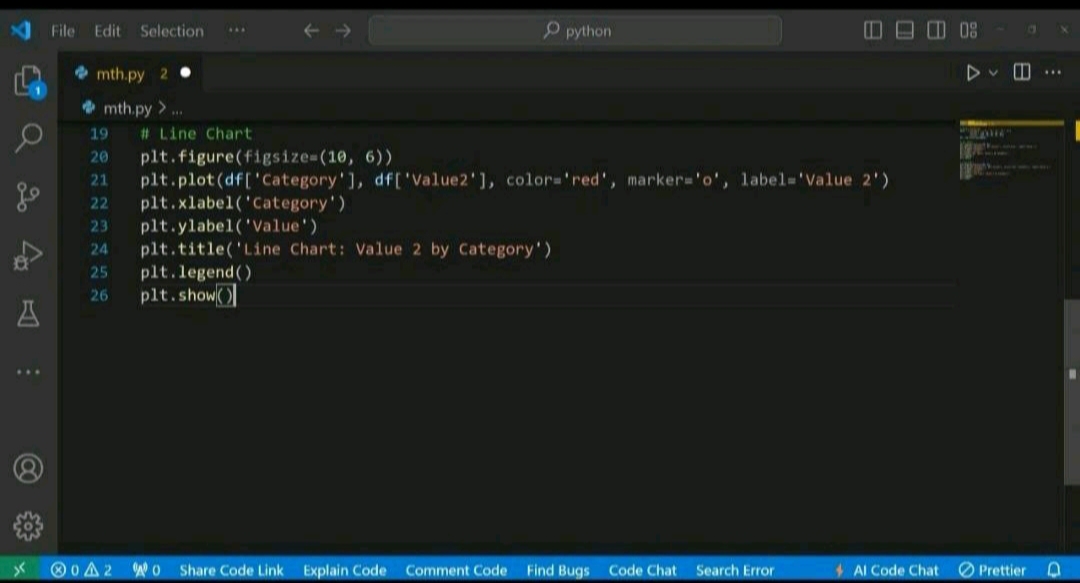 File Edit Selection ...
python
mth.py 2
mth.py > ...
19 # Line Chart
20 plt.figure(figsize=(10, 6))
21 plt.plot(df['Category'], df['Value2'], color='red', marker='o', label='Value 2')
22 plt.xlabel('Category')
23 plt.ylabel('Value')
24 plt.title('Line Chart: Value 2 by Category')
25 plt.legend()
26 plt.show()
1
0 2 0 Share Code Link Explain Code Comment Code Find Bugs Code Chat Search Error AI Code Chat Prettier